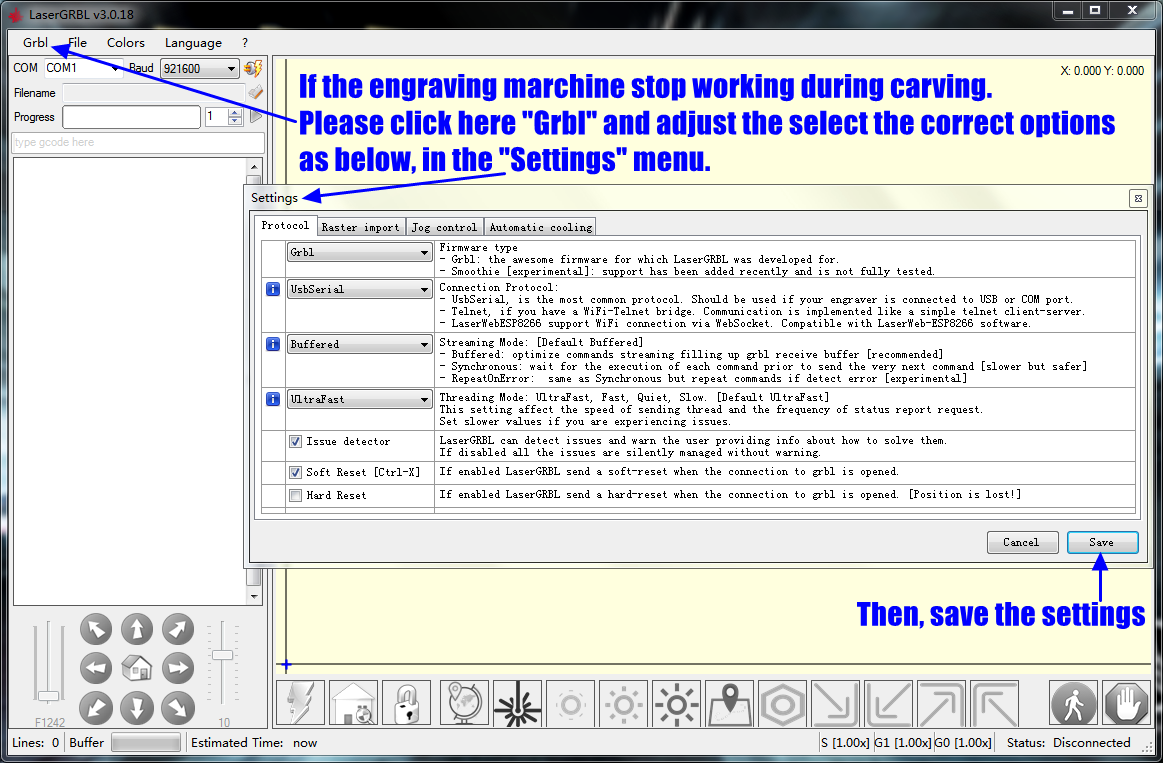 LaserGRBL v3.0.18
Grbl File Colors Language ?
COM COM1 Baud 921600
Filename
Progress 1
type gcode here
X: 0.000 Y: 0.000
If the engraving marchine stop working during carving.
Please click here "Grbl" and adjust the select the correct options
as below, in the "Settings" menu.
Settings
Protocol Raster import Jog control Automatic cooling
Grbl
Firmware type
- Grbl: the awesome firmware for which LaserGRBL was developed for.
- Smoothie [experimental]: support has been added recently and is not fully tested.
UsbSerial
Connection Protocol:
- UsbSerial, is the most common protocol. Should be used if your engraver is connected to USB or COM port.
- Telnet, if you have a WiFi-Telnet bridge. Communication is implemented like a simple telnet client-server.
- LaserWebESP8266 support WiFi connection via WebSocket. Compatible with LaserWeb-ESP8266 software.
Buffered
Streaming Mode: [Default Buffered]
- Buffered: optimize commands streaming filling up grbl receive buffer [recommended]
- Synchronous: wait for the execution of each command prior to send the very next command [slower but safer]
- RepeatOnError: same as Synchronous but repeat commands if detect error [experimental]
UltraFast
Threading Mode: UltraFast, Fast, Quiet, Slow. [Default UltraFast]
This setting affect the speed of sending thread and the frequency of status report request.
Set slower values if you are experiencing issues.
Issue detector
LaserGRBL can detect issues and warn the user providing info about how to solve them.
If disabled all the issues are silently managed without warning.
Soft Reset [Ctrl-X]
If enabled LaserGRBL send a soft-reset when the connection to grbl is opened.
Hard Reset
If enabled LaserGRBL send a hard-reset when the connection to grbl is opened. [Position is lost!]
Cancel Save
Then, save the settings
F1242 10
Lines: 0 Buffer Estimated Time: now S [1.00x] G1 [1.00x] G0 [1.00x] Status: Disconnected